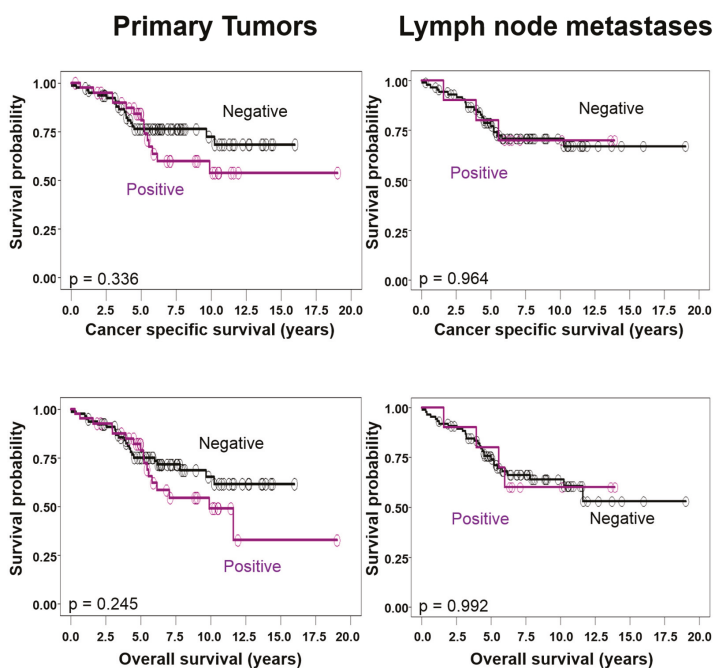 Primary Tumors
Lymph node metastases
Survival probability
1.00
0.75
0.50
0.25
0.00
Negative
Positive
p = 0.336
0.0 2.5 5.0 7.5 10.0 12.5 15.0 17.5 20.0
Cancer specific survival (years)
Survival probability
1.00
0.75
0.50
0.25
0.00
Negative
Positive
p = 0.964
0.0 2.5 5.0 7.5 10.0 12.5 15.0 17.5 20.0
Cancer specific survival (years)
Survival probability
1.00
0.75
0.50
0.25
0.00
Negative
Positive
p = 0.245
0.0 2.5 5.0 7.5 10.0 12.5 15.0 17.5 20.0
Overall survival (years)
Survival probability
1.00
0.75
0.50
0.25
0.00
Positive
Negative
p = 0.992
0.0 2.5 5.0 7.5 10.0 12.5 15.0 17.5 20.0
Overall survival (years)